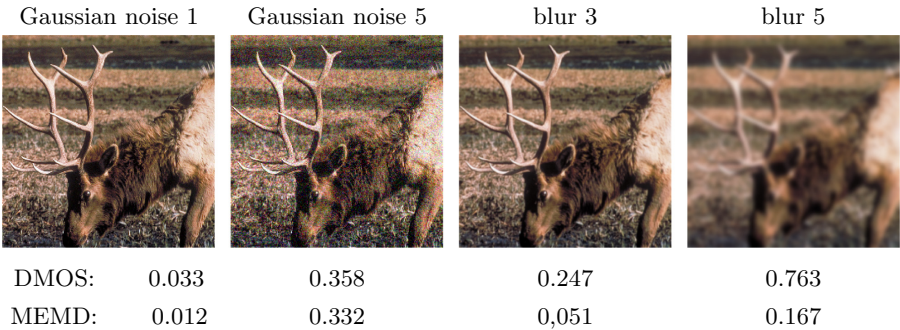 Gaussian noise 1 Gaussian noise 5 blur 3 blur 5
DMOS: 0.033 0.358 0.247 0.763
MEMD: 0.012 0.332 0,051 0.167